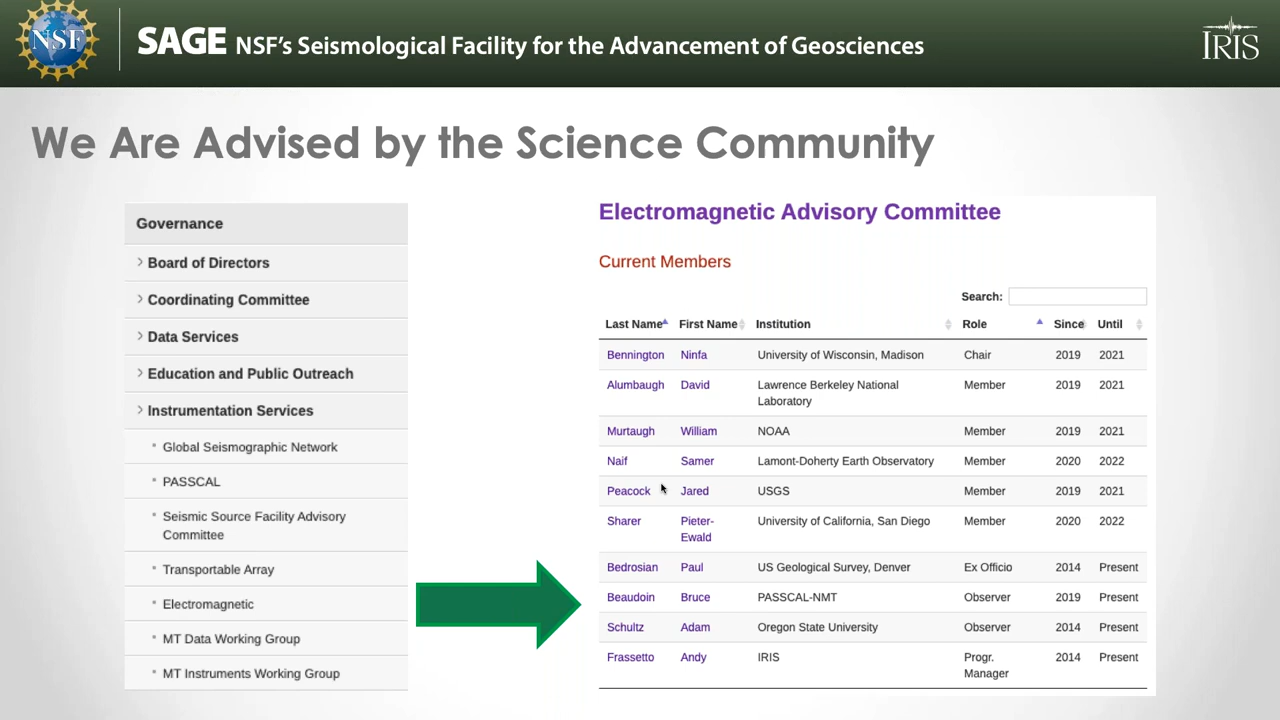 NSF
SAGE NSF's Seismological Facility for the Advancement of Geosciences
IRIS
We Are Advised by the Science Community
Governance
Board of Directors
Coordinating Committee
Data Services
Education and Public Outreach
Instrumentation Services
Global Seismographic Network
PASSCAL
Seismic Source Facility Advisory
Committee
Transportable Array
Electromagnetic
MT Data Working Group
MT Instruments Working Group
Electromagnetic Advisory Committee
Current Members
Search:
Last Name First Name Institution Role Since Until
Bennington Ninfa University of Wisconsin, Madison Chair 2019 2021
Alumbaugh David Lawrence Berkeley National Member 2019 2021
Laboratory
Murtaugh William NOAA Member 2019 2021
Naif Samer Lamont-Doherty Earth Observatory Member 2020 2022
Peacock Jared USGS Member 2019 2021
Sharer Pieter- University of California, San Diego Member 2020 2022
Ewald
Bedrosian Paul US Geological Survey, Denver Ex Officio 2014 Present
Beaudoin Bruce PASSCAL-NMT Observer 2019 Present
Schultz Adam Oregon State University Observer 2014 Present
Frassetto Andy IRIS Progr. 2014 Present
Manager